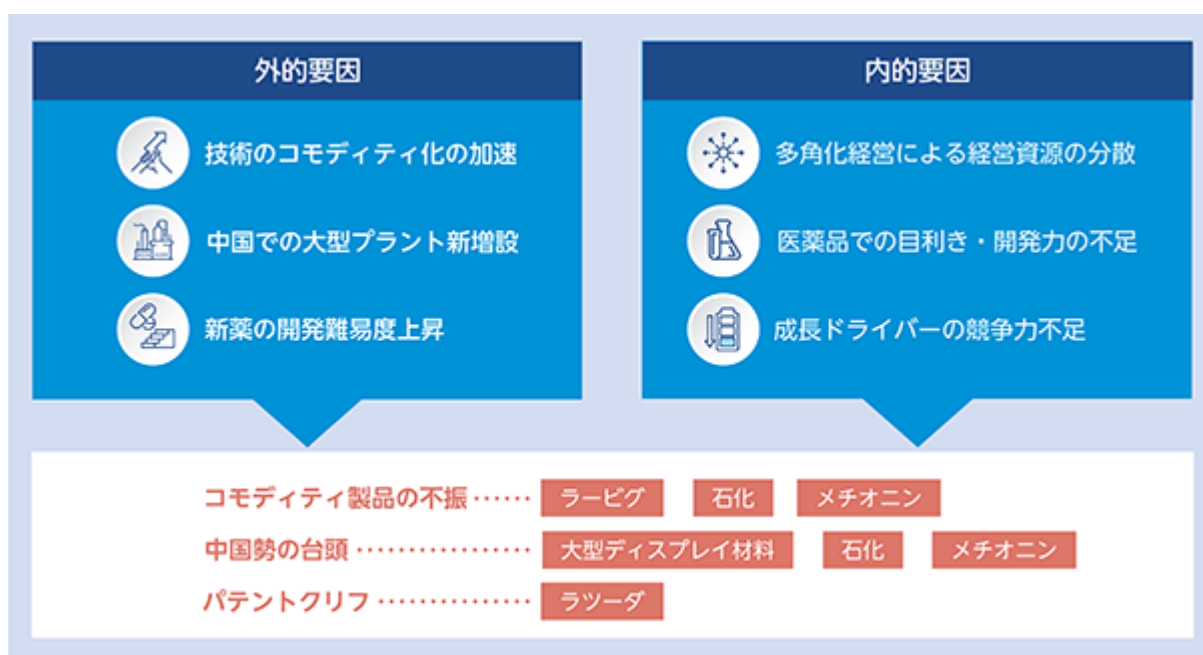 外的要因
技術のコモディティ化の加速
中国での大型プラント新増設
新薬の開発難易度上昇
内的要因
多角化経営による経営資源の分散
医薬品での目利き・開発力の不足
成長ドライバーの競争力不足
コモディティ製品の不振…… ラービグ 石化 メチオニン
中国勢の台頭……………… 大型ディスプレイ材料 石化 メチオニン
パテントクリフ…………… ラツーダ